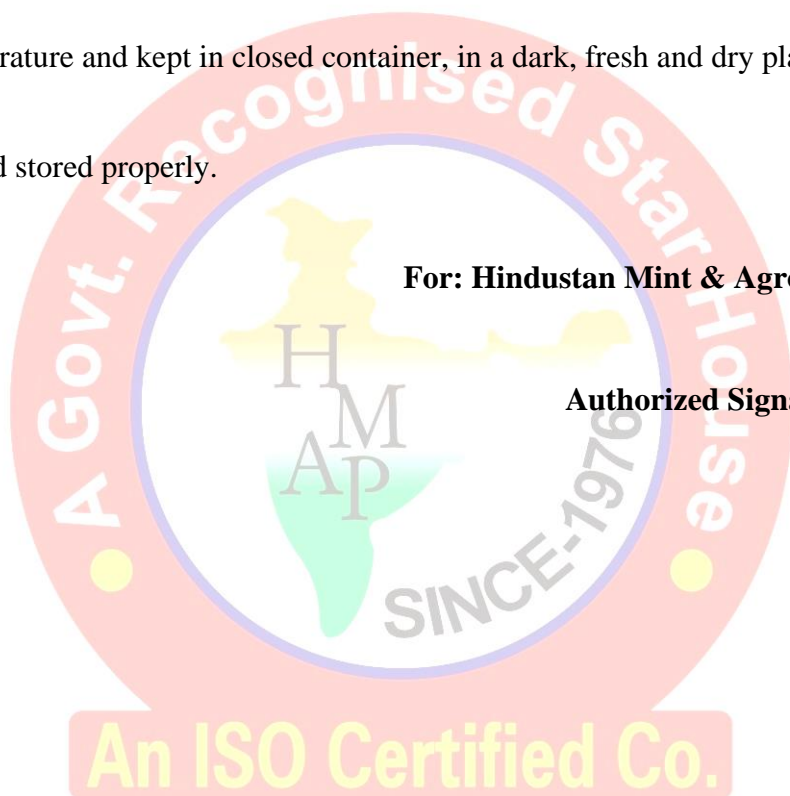 rature and kept in closed container, in a dark, fresh and dry pla
d stored properly.
For: Hindustan Mint & Agro
Authorized Signa
A Govt. Recognised Star House
H
M
AP
SINCE-1976
An ISO Certified Co.